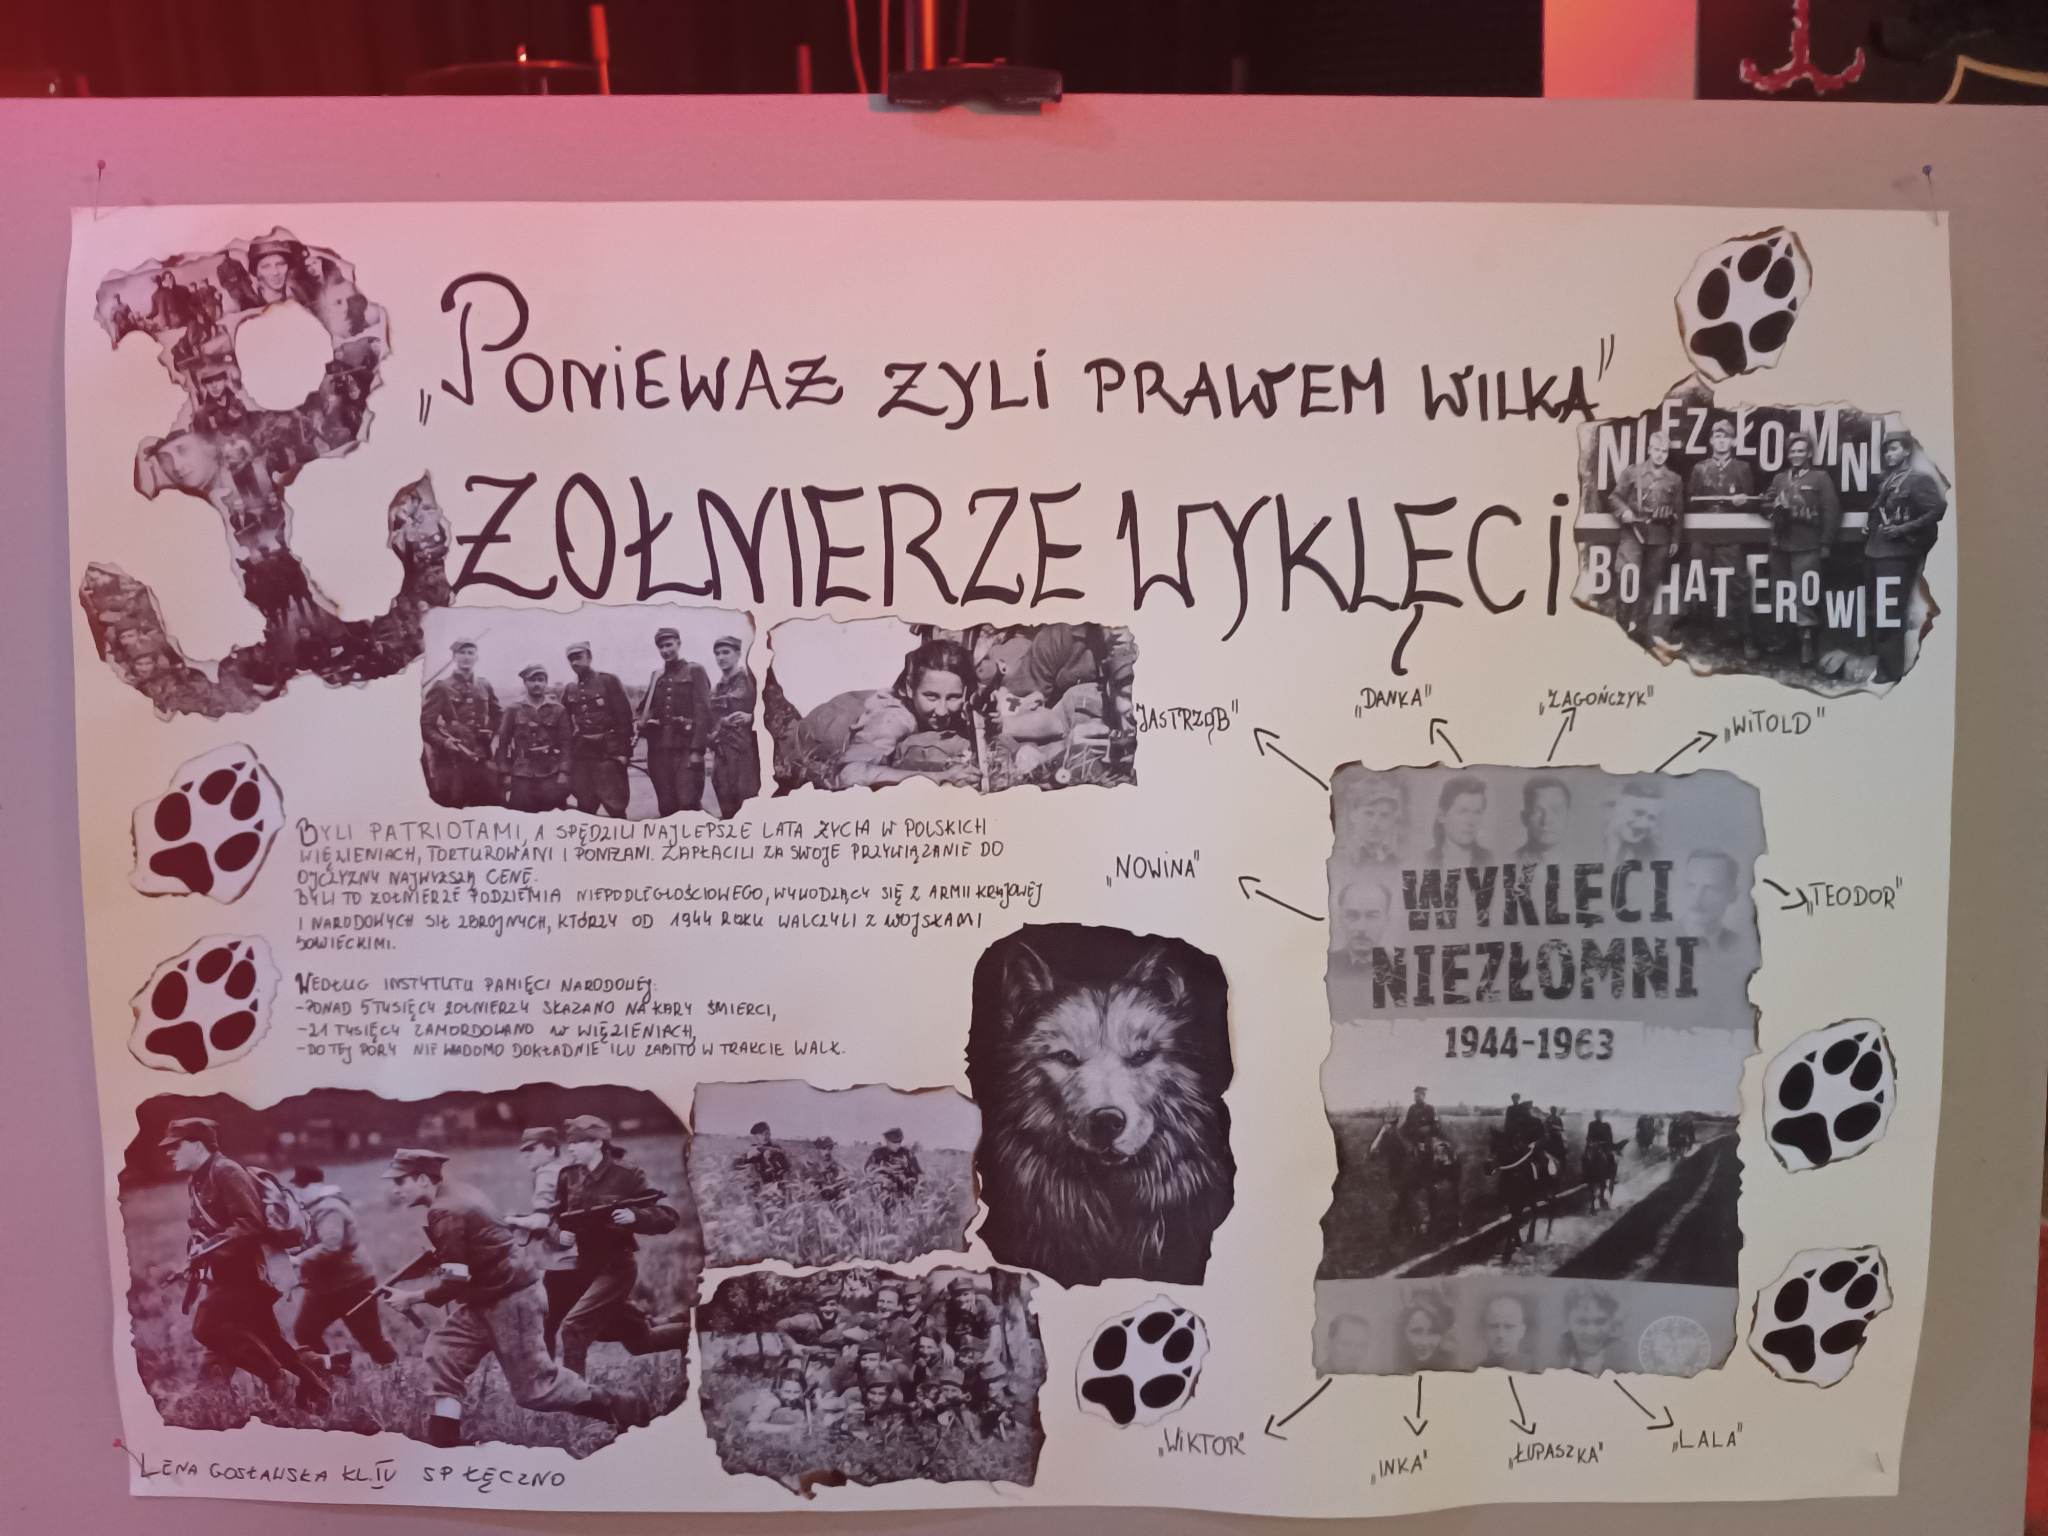 „PONIEWAŻ ŻYLI PRAWEM WILKA”
ŻOŁNIERZE WYKLĘCI
NIEZŁOMNI
BOHATEROWIE
„JASTRZĄB”
„DANKA”
„ZAGOŃCZYK”
„WITOLD”
„NOWINA”
„TEODOR”
WYKLĘCI
NIEZŁOMNI
1944-1963
BYLI PATRIOTAMI, A SPĘDZILI NAJLEPSZE LATA ŻYCIA W POLSKICH
WIĘZIENIACH, TORTUROWANI I PONIŻANI. ZAPŁACILI ZA SWOJE PRZYWIĄZANIE DO
OJCZYZNY NAJWYŻSZĄ CENĘ.
BYLI TO ŻOŁNIERZE PODZIEMIA NIEPODLEGŁOŚCIOWEGO, WYWODZĄCY SIĘ Z ARMII KRAJOWEJ
I NARODOWYCH SIŁ ZBROJNYCH, KTÓRZY OD 1944 ROKU WALCZYLI Z WOJSKAMI
SOWIECKIMI.
WEDŁUG INSTYTUTU PAMIĘCI NARODOWEJ:
-PONAD 5 TYSIĘCY ŻOŁNIERZY SKAZANO NA KARY ŚMIERCI,
-21 TYSIĘCY ZAMORDOWANO W WIĘZIENIACH,
-DO TEJ PORY NIE WIADOMO DOKŁADNIE ILU ZABITO W TRAKCIE WALK.
„WIKTOR”
„INKA”
„ŁUPASZKA”
„LALA”
LENA GOSŁAWSKA KL.IV SP ŁĘCZNO